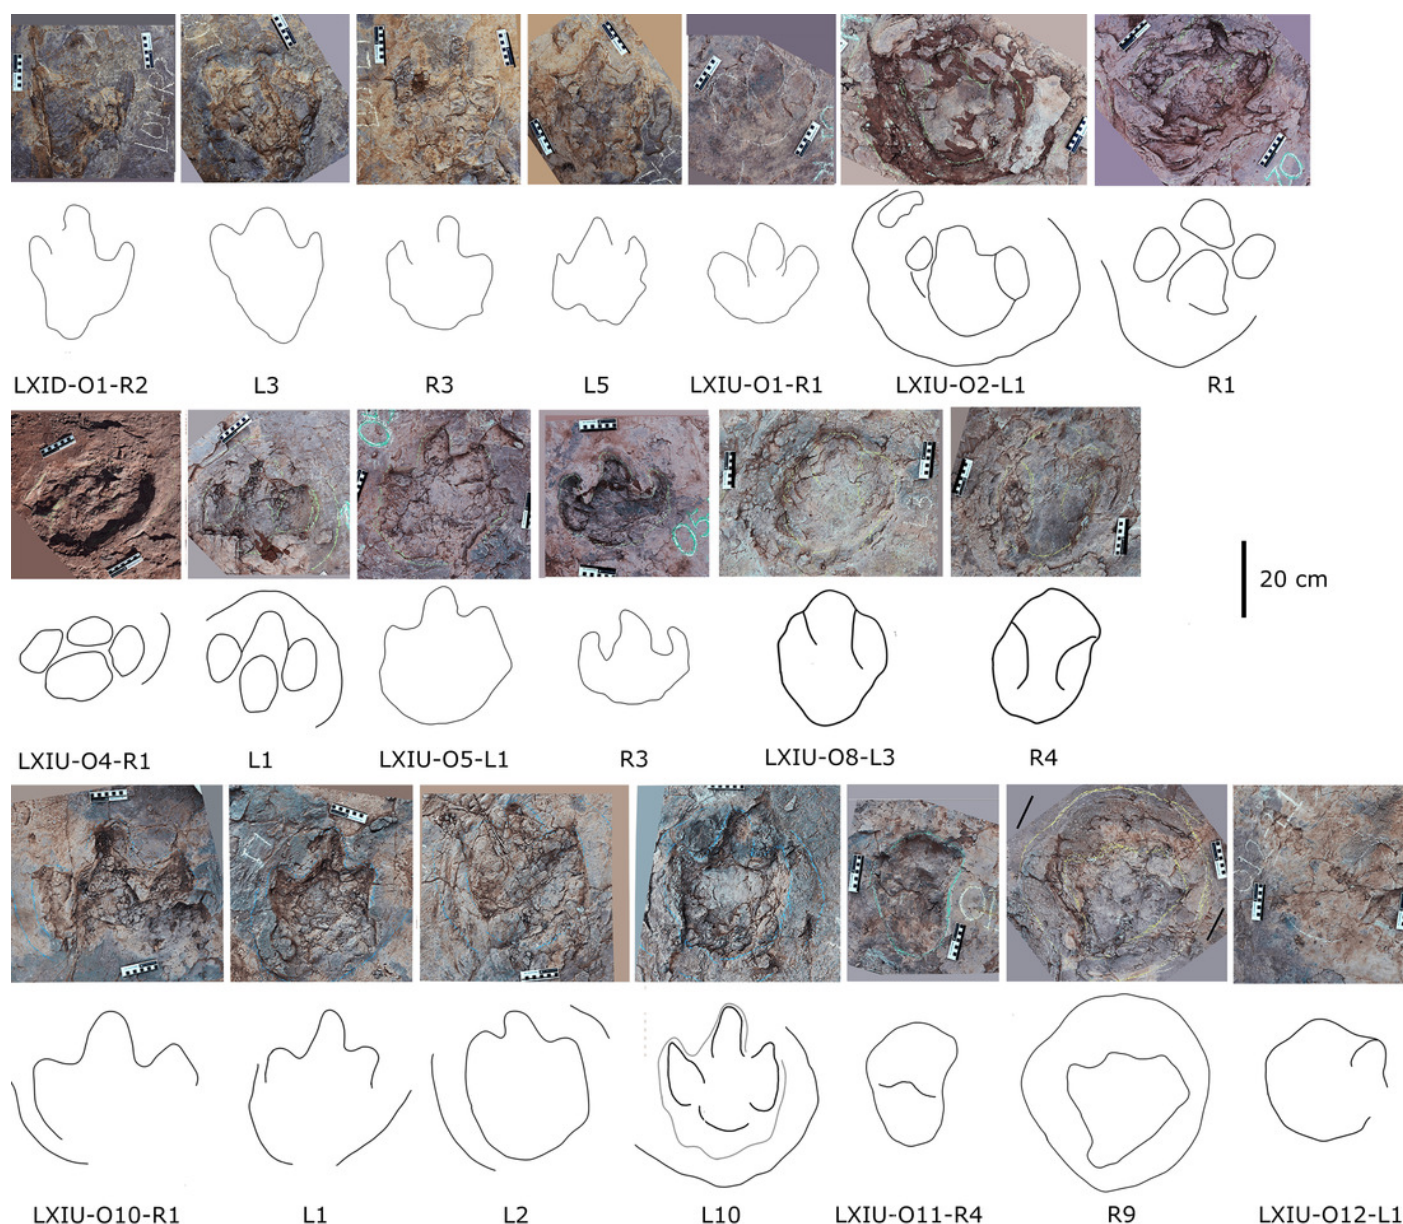 LXID-O1-R2 L3 R3 L5 LXIU-O1-R1 LXIU-O2-L1 R1
20 cm
LXIU-O4-R1 L1 LXIU-O5-L1 R3 LXIU-O8-L3 R4
LXIU-O10-R1 L1 L2 L10 LXIU-O11-R4 R9 LXIU-O12-L1